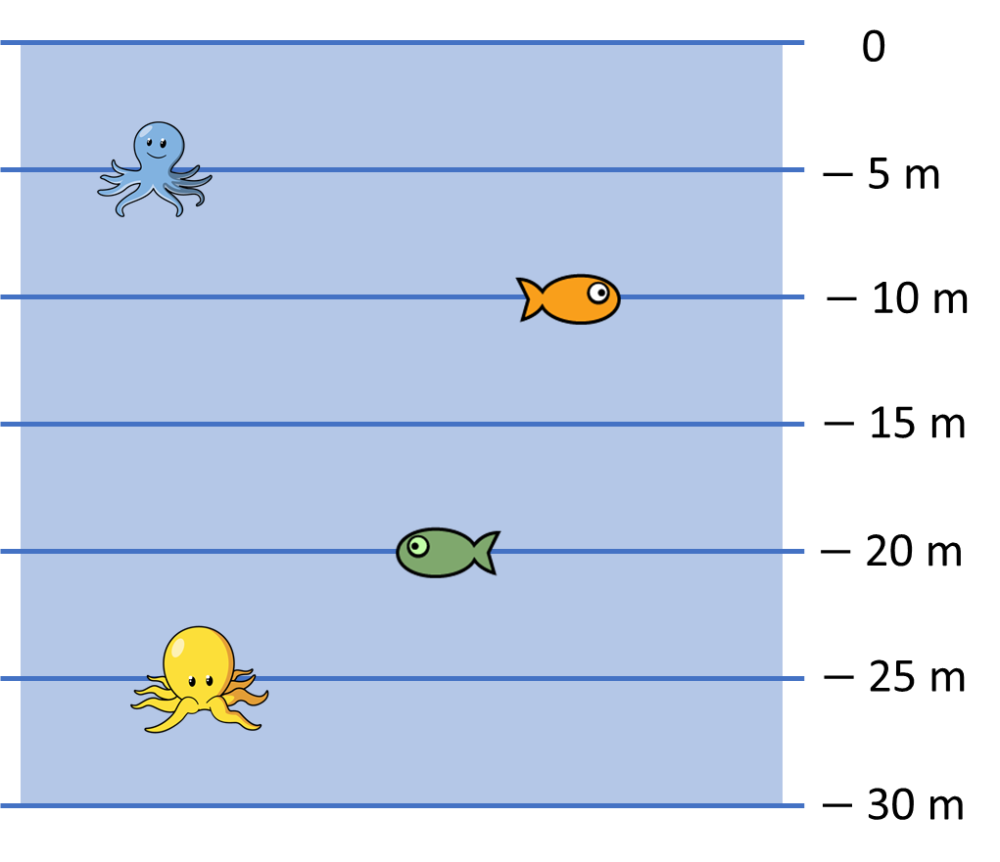 0
— 5 m
— 10 m
— 15 m
— 20 m
— 25 m
— 30 m